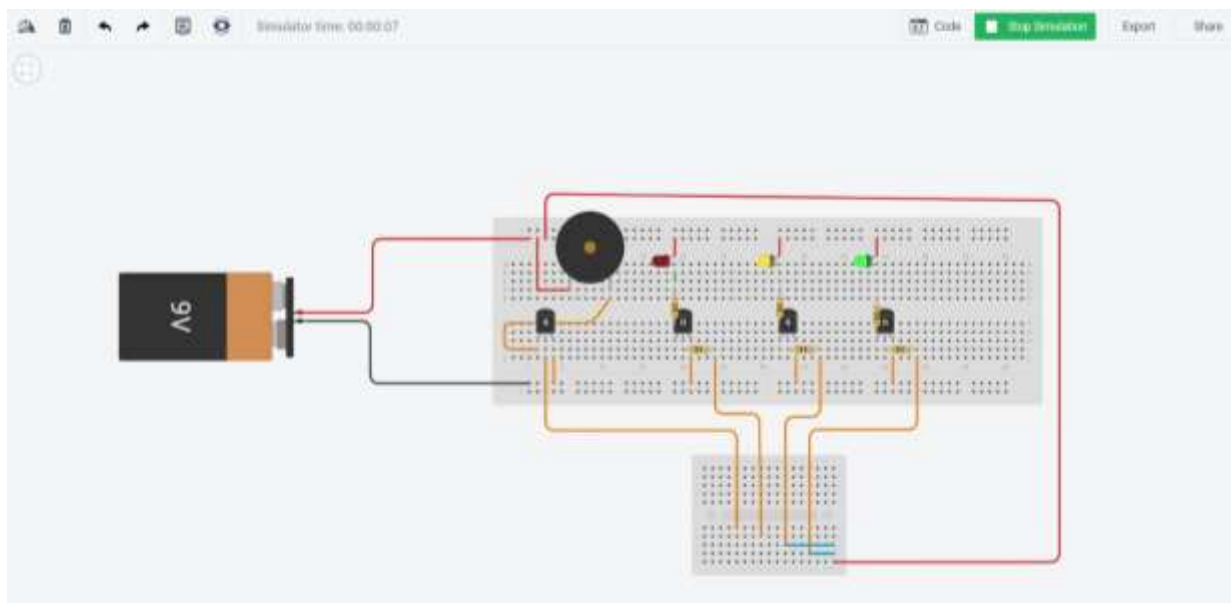 Simulator time: 00:00:07
Code
Stop Simulation
Export
Share
9V